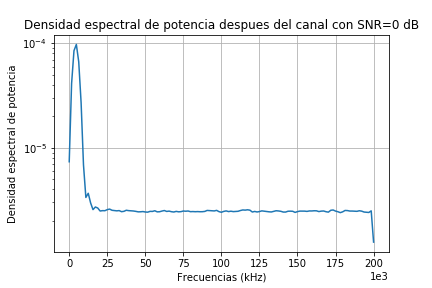 Densidad espectral de potencia despues del canal con SNR=0 dB
Densidad espectral de potencia
10⁻⁴
10⁻⁵
0 25 50 75 100 125 150 175 200
1e3
Frecuencias (kHz)